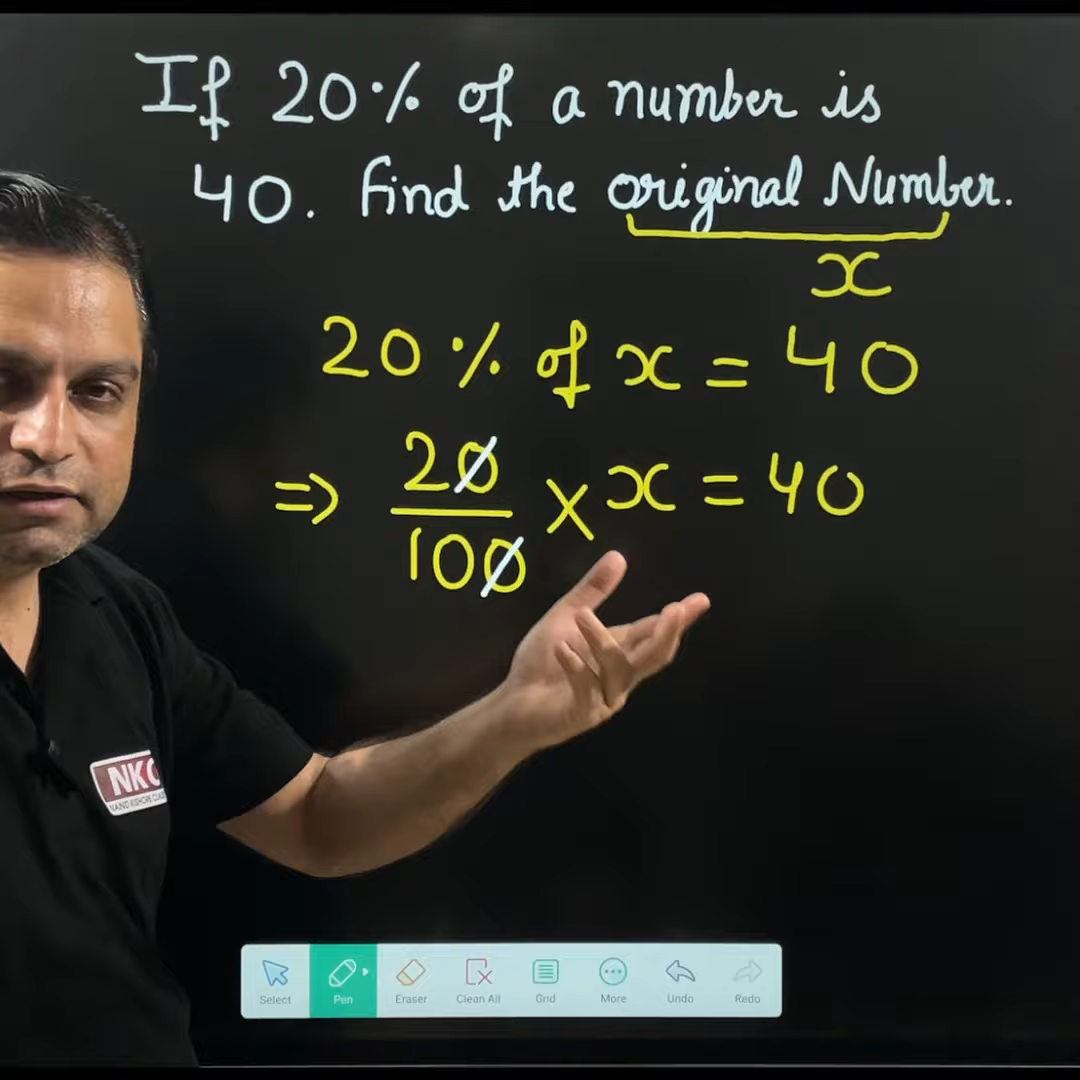 If 20% of a number is
40. Find the original Number.
x
20% of x = 40
⇒ 20/100 × x = 40
NKC
Select Pen Eraser Clean All Grid More Undo Redo